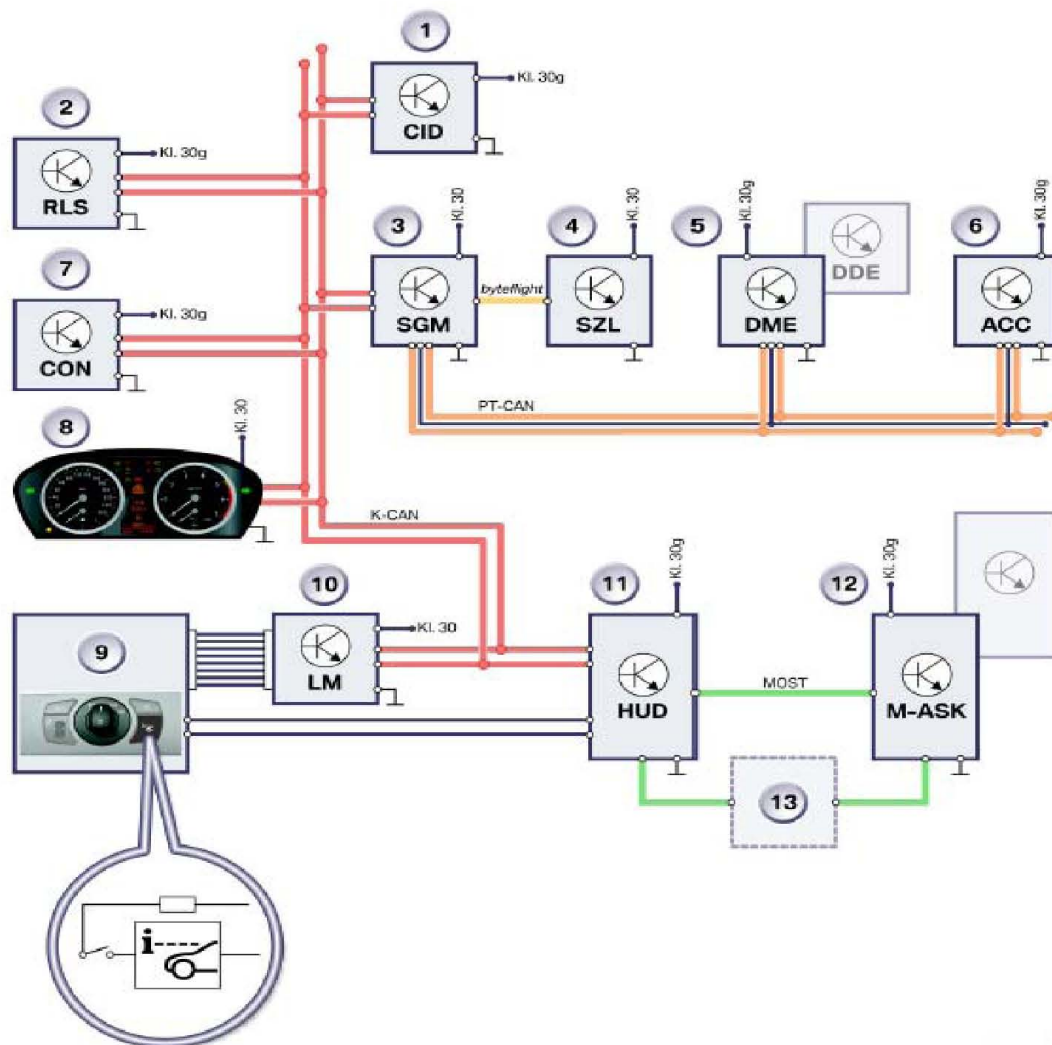 1
Kl. 30g
CID
2
Kl. 30g
RLS
3
Kl. 30
SGM
byteflight
4
Kl. 30
SZL
5
Kl. 30g
DME
DDE
6
Kl. 30g
ACC
7
Kl. 30g
CON
PT-CAN
8
Kl. 30
K-CAN
9
10
Kl. 30
LM
11
Kl. 30g
HUD
MOST
12
Kl. 30g
M-ASK
13
i